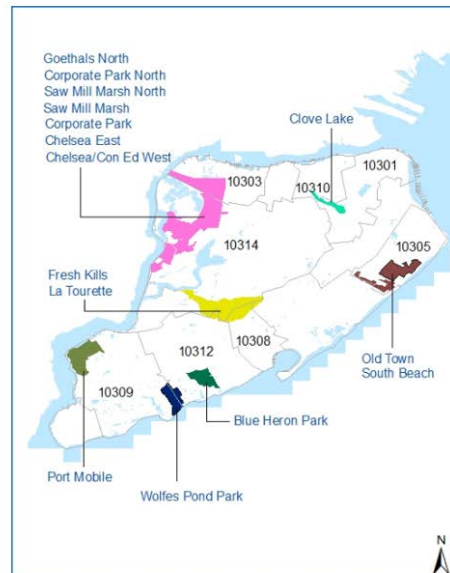 Goethals North
Corporate Park North
Saw Mill Marsh North
Saw Mill Marsh
Corporate Park
Chelsea East
Chelsea/Con Ed West
Clove Lake
10301
10303
10310
10314
10305
Fresh Kills
La Tourette
10308
10312
Old Town
South Beach
10309
Blue Heron Park
Port Mobile
Wolfes Pond Park
N